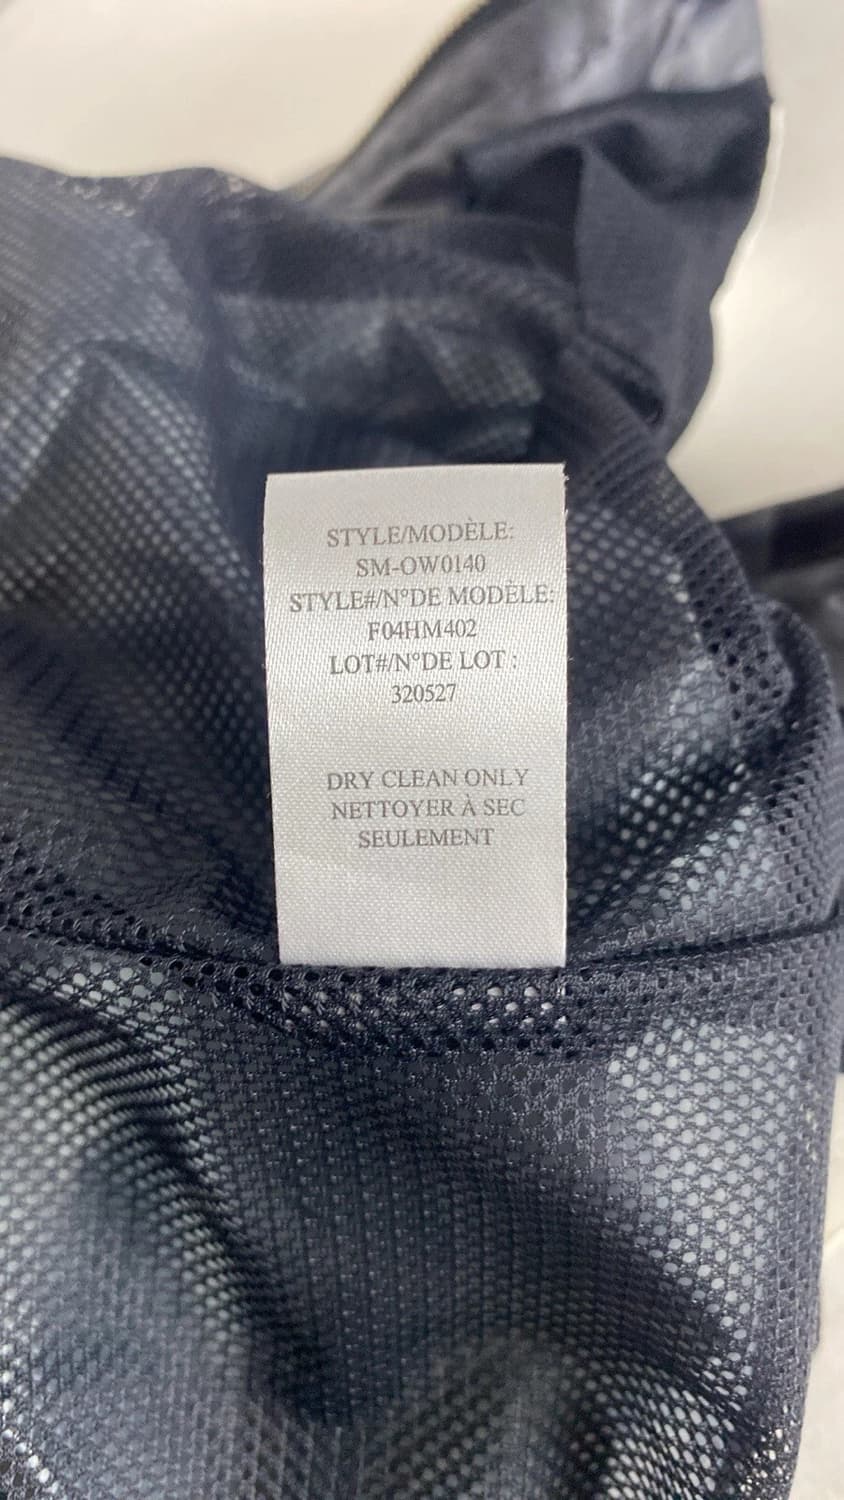 STYLE/MODÈLE:
SM-OW0140
STYLE#/N°DE MODÈLE:
F04HM402
LOT#/N°DE LOT :
320527
DRY CLEAN ONLY
NETTOYER À SEC
SEULEMENT